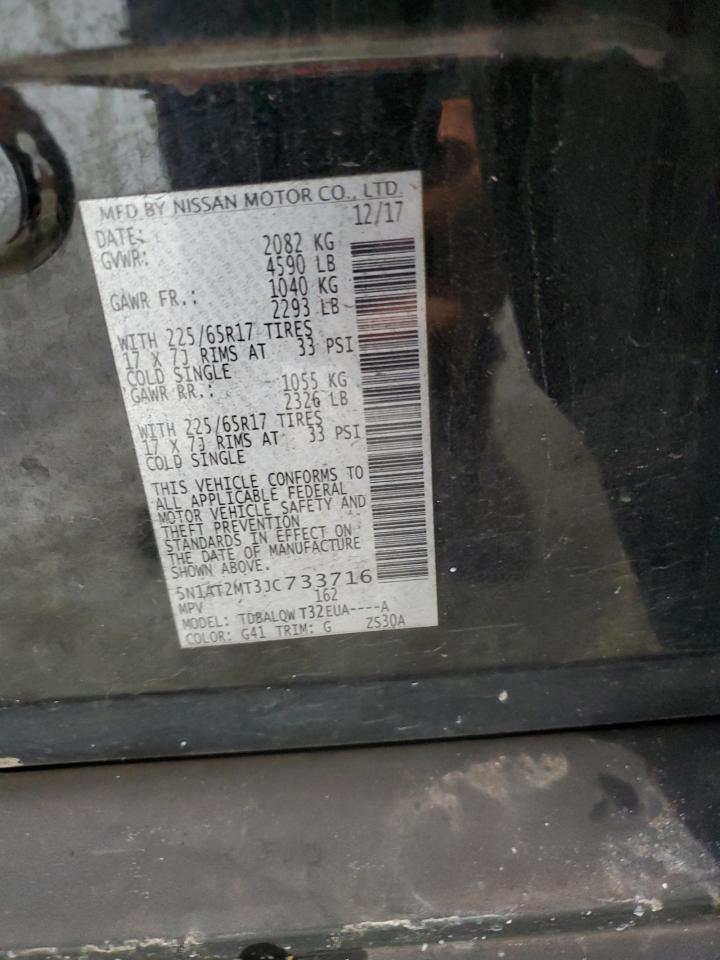 MFD BY NISSAN MOTOR CO., LTD.
DATE: 12/17
GVWR: 2082 KG
4590 LB
GAWR FR.: 1040 KG
2293 LB
WITH 225/65R17 TIRES
17 X 7J RIMS AT 33 PSI
COLD SINGLE
GAWR RR.: 1055 KG
2326 LB
WITH 225/65R17 TIRES
17 X 7J RIMS AT 33 PSI
COLD SINGLE
THIS VEHICLE CONFORMS TO
ALL APPLICABLE FEDERAL
MOTOR VEHICLE SAFETY AND
THEFT PREVENTION
STANDARDS IN EFFECT ON
THE DATE OF MANUFACTURE
SHOWN ABOVE.
5N1AT2MT3JC733716
MPV 162
MODEL: TDBALQW T32EUA----A
COLOR: G41 TRIM: G ZS30A